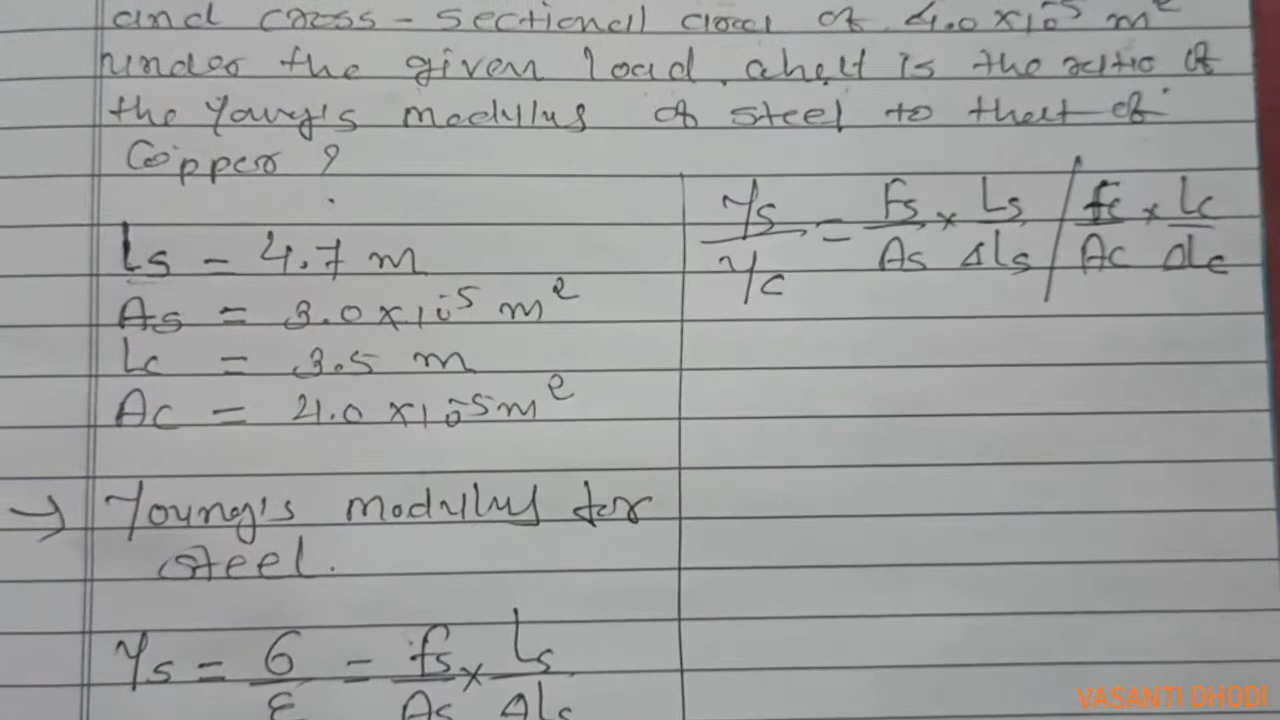 and cross-sectional area of 4.0 × 10⁻⁵ m²
under the given load. what is the ratio of
the Young's modulus of steel to that of
Copper ?
Ls = 4.7 m
As = 3.0 × 10⁻⁵ m²
Lc = 3.5 m
Ac = 4.0 × 10⁻⁵ m²
Ys/Yc = Fs/As × Ls/Δls / fc/Ac × Lc/Δlc
→ Young's modulus for
steel.
Ys = σ/ε = fs/As × Ls/Δls
VASANTI DHODI